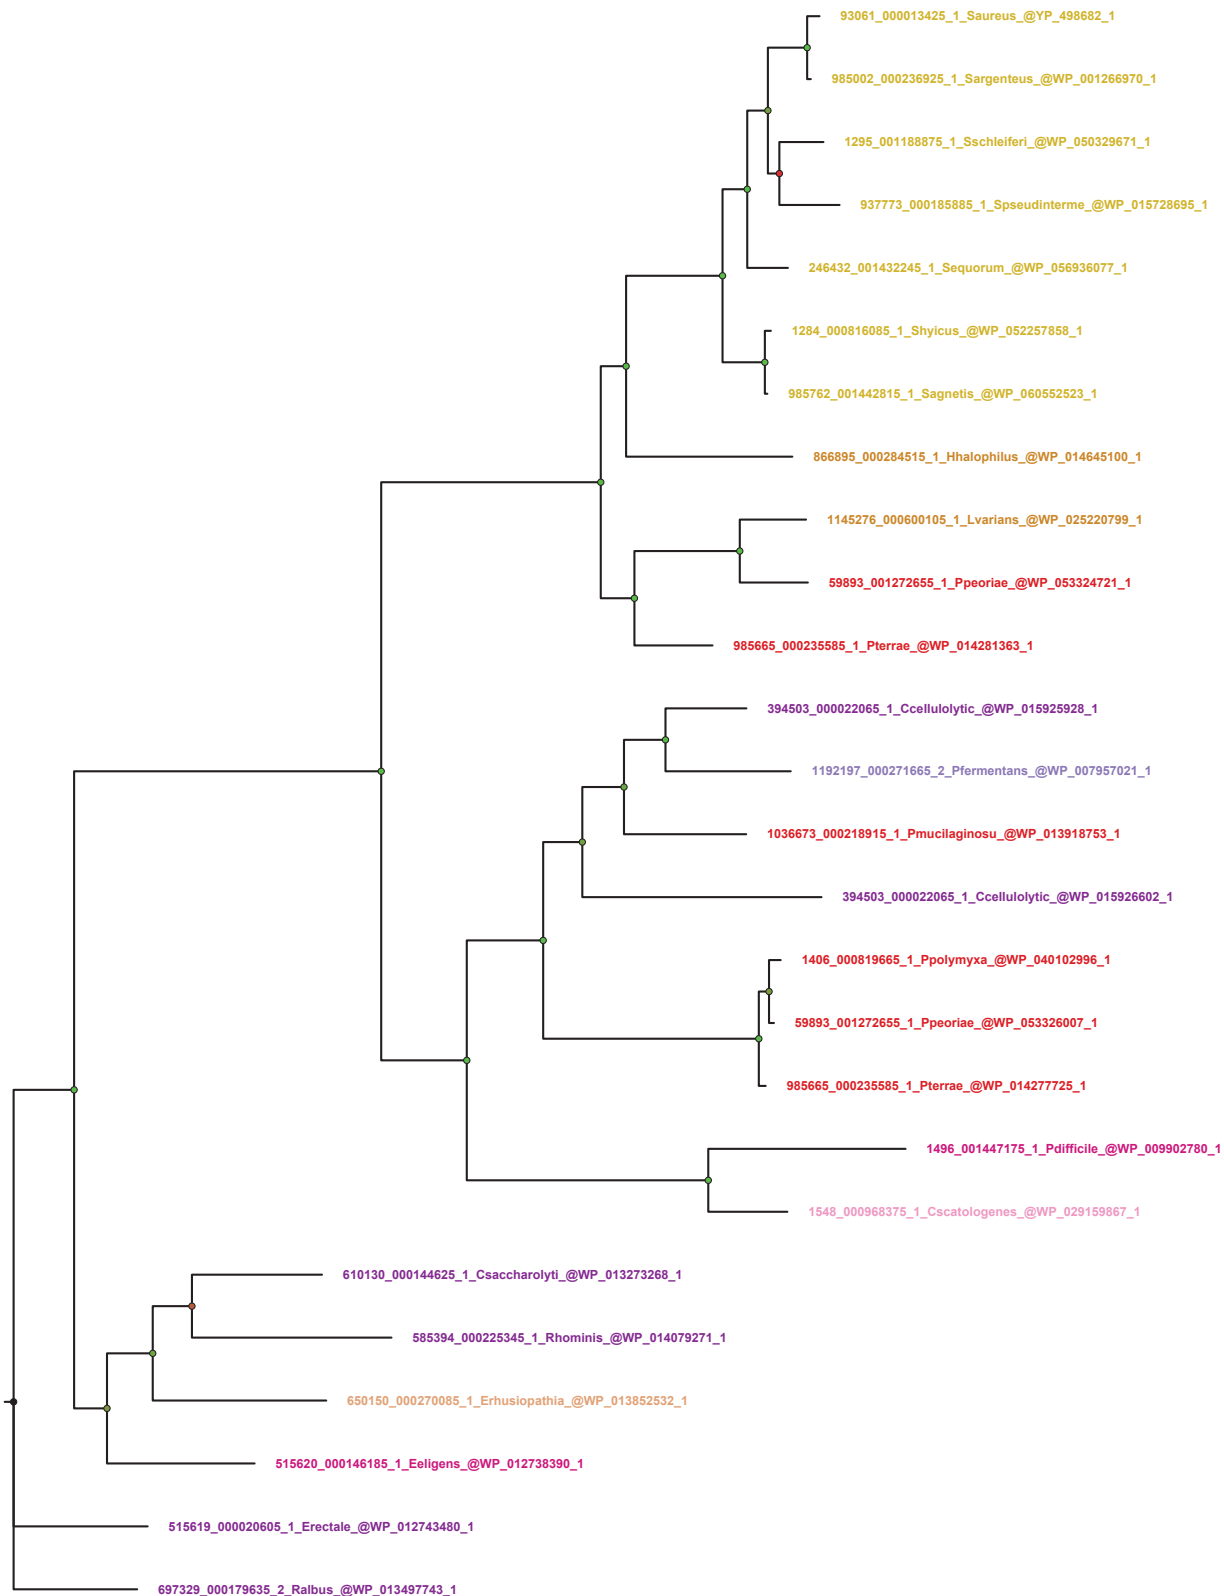 93061_000013425_1_Saureus_@YP_498682_1
985002_000236925_1_Sargenteus_@WP_001266970_1
1295_001188875_1_Sschleiferi_@WP_050329671_1
937773_000185885_1_Spseudinterme_@WP_015728695_1
246432_001432245_1_Sequorum_@WP_056936077_1
1284_000816085_1_Shyicus_@WP_052257858_1
985762_001442815_1_Sagnetis_@WP_060552523_1
866895_000284515_1_Hhalophilus_@WP_014645100_1
1145276_000600105_1_Lvarians_@WP_025220799_1
59893_001272655_1_Ppeoriae_@WP_053324721_1
985665_000235585_1_Pterrae_@WP_014281363_1
394503_000022065_1_Ccellulolytic_@WP_015925928_1
1192197_000271665_2_Pfermentans_@WP_007957021_1
1036673_000218915_1_Pmucilaginosu_@WP_013918753_1
394503_000022065_1_Ccellulolytic_@WP_015926602_1
1406_000819665_1_Ppolymyxa_@WP_040102996_1
59893_001272655_1_Ppeoriae_@WP_053326007_1
985665_000235585_1_Pterrae_@WP_014277725_1
1496_001447175_1_Pdifficile_@WP_009902780_1
1548_000968375_1_Cscatologenes_@WP_029159867_1
610130_000144625_1_Csaccharolyti_@WP_013273268_1
585394_000225345_1_Rhominis_@WP_014079271_1
650150_000270085_1_Erhusiopathia_@WP_013852532_1
515620_000146185_1_Eeligens_@WP_012738390_1
515619_000020605_1_Erectale_@WP_012743480_1
697329_000179635_2_Ralbus_@WP_013497743_1